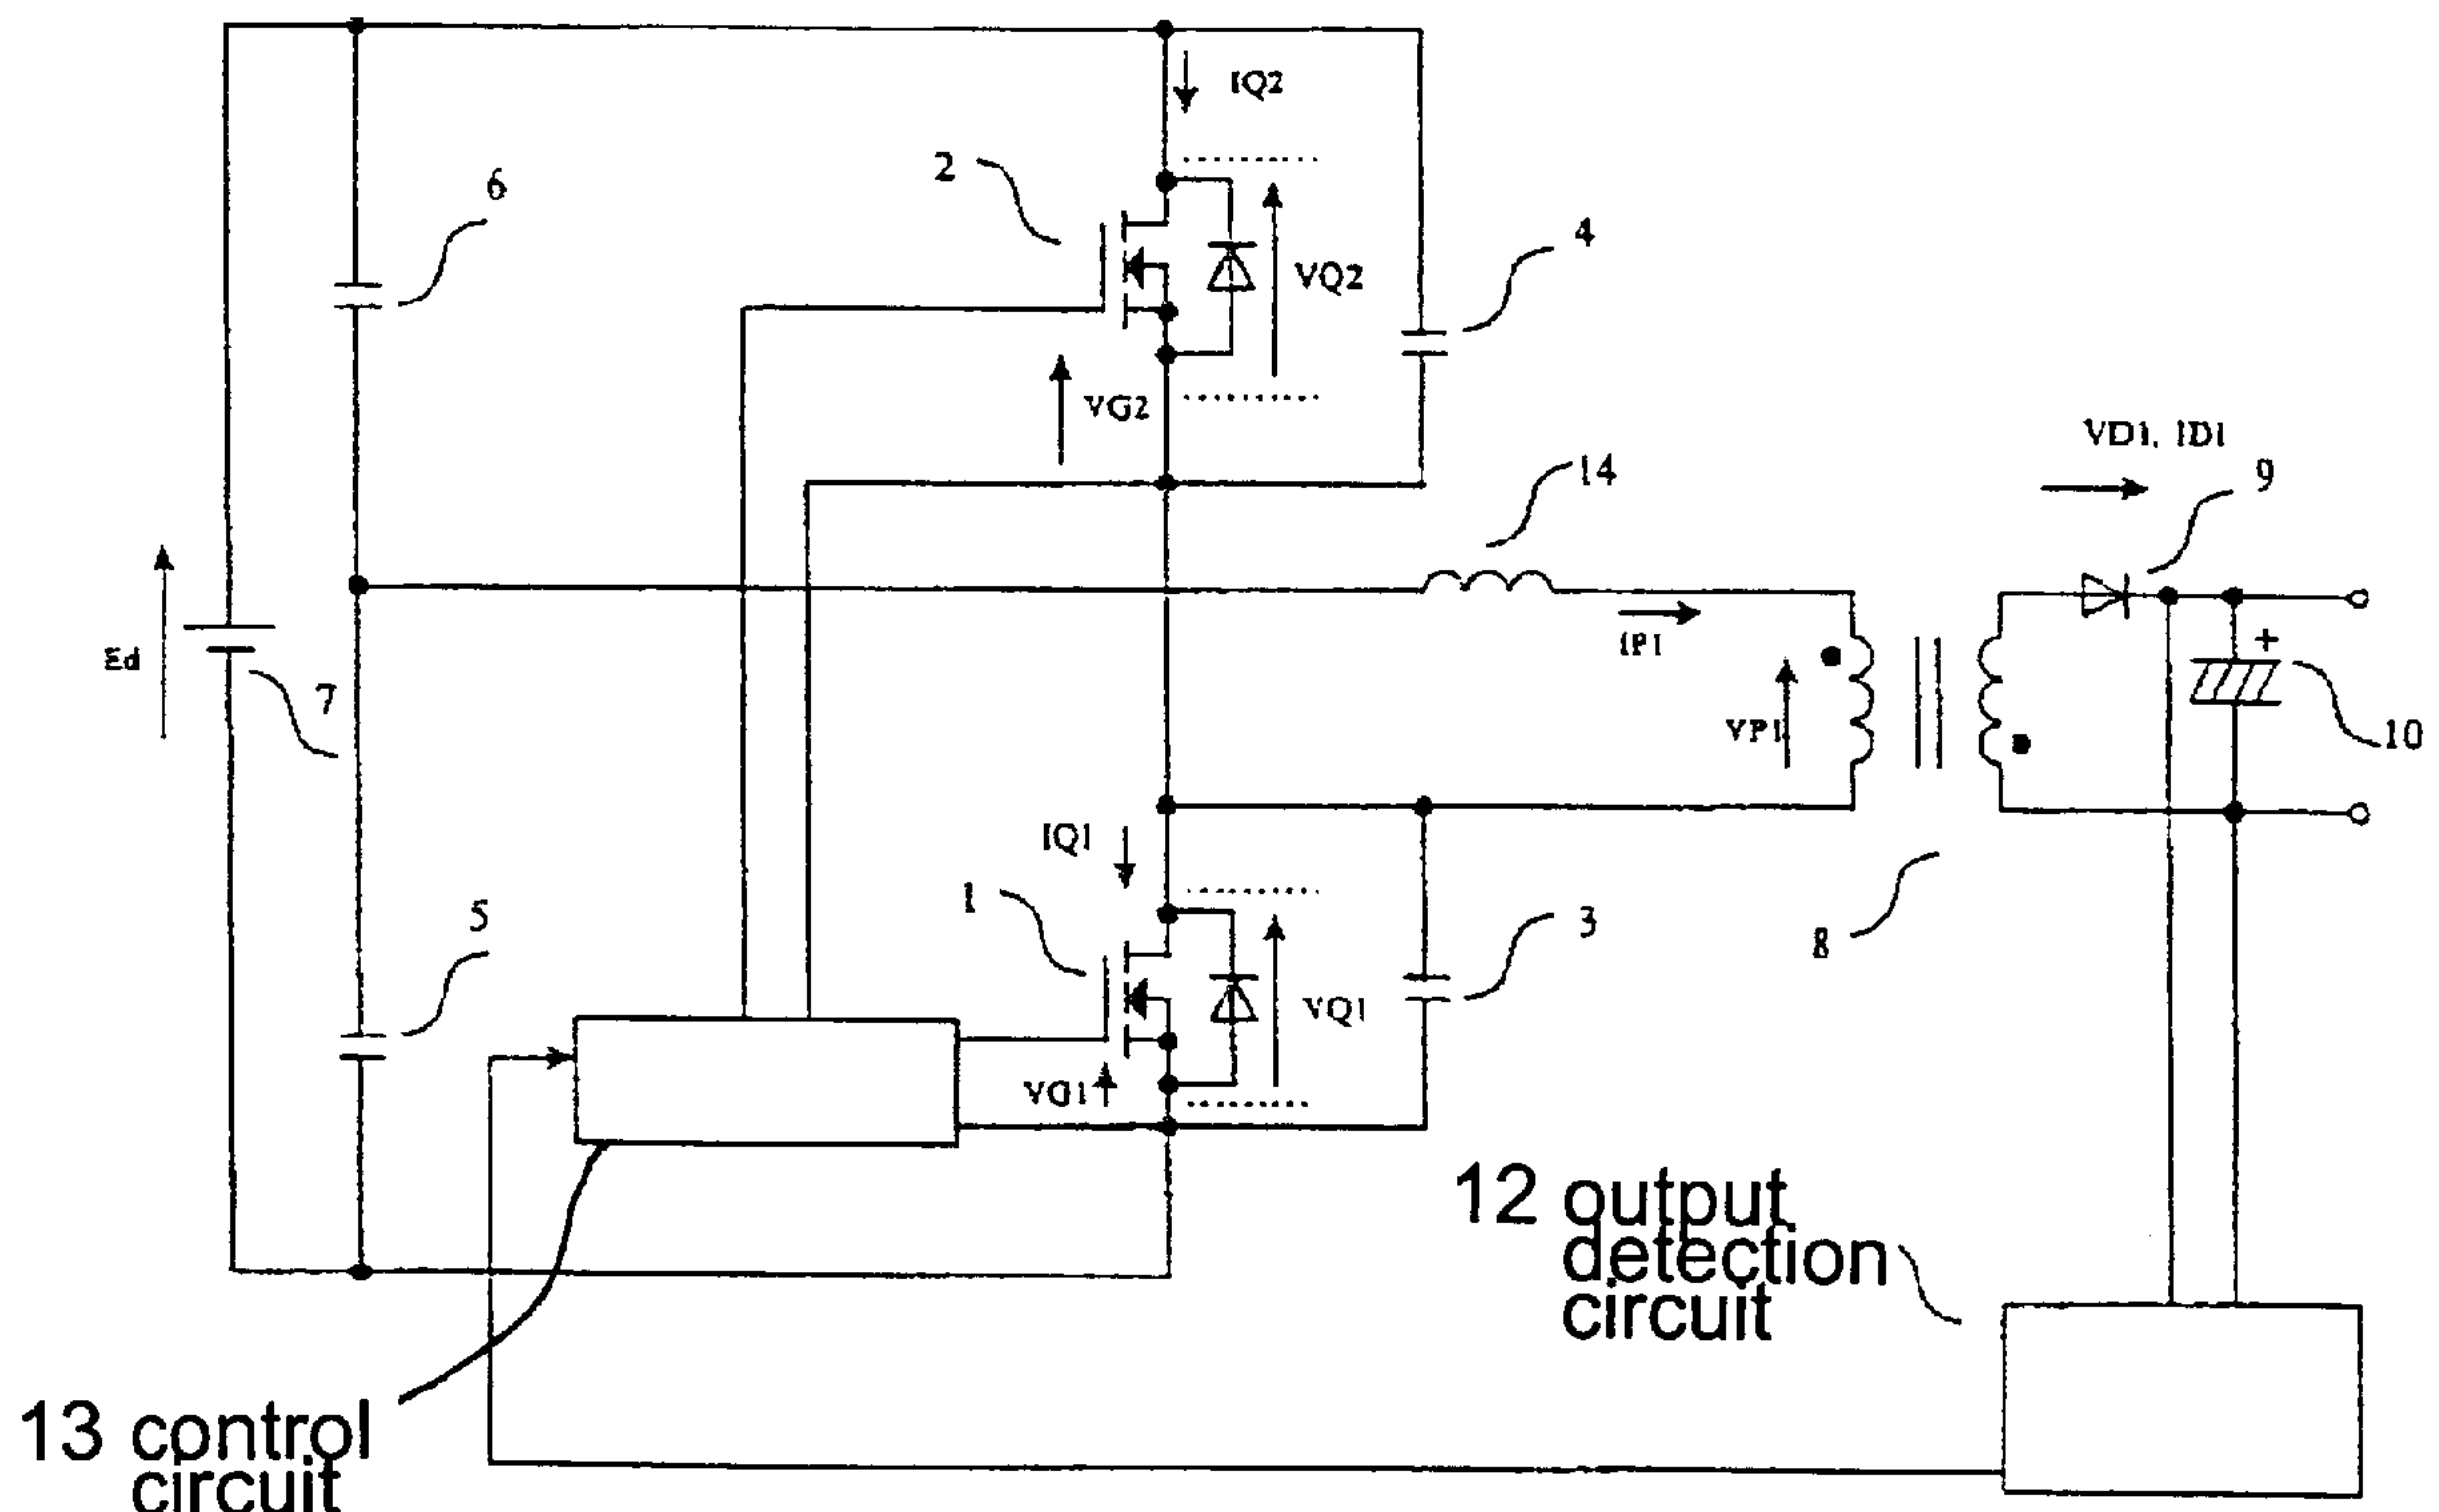 IQ2
2
6
4
VQ2
VG2
VD1, ID1
14
9
Ed
IP1
+
7
VP1
10
IQ1
1
5
3
8
VQ1
VG1
12 output
detection
circuit
13 control
circuit